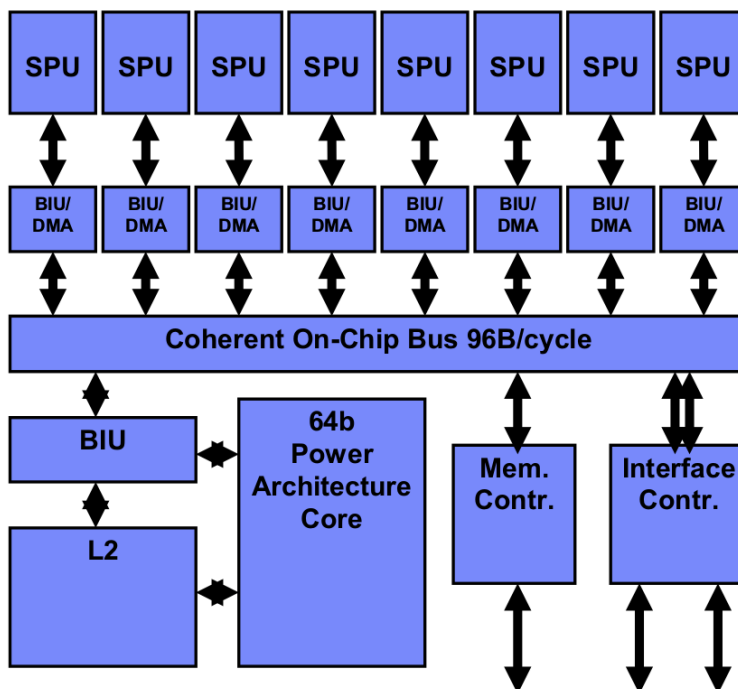 SPU SPU SPU SPU SPU SPU SPU SPU
BIU/ BIU/ BIU/ BIU/ BIU/ BIU/ BIU/ BIU/
DMA DMA DMA DMA DMA DMA DMA DMA
Coherent On-Chip Bus 96B/cycle
BIU
L2
64b
Power
Architecture
Core
Mem.
Contr.
Interface
Contr.